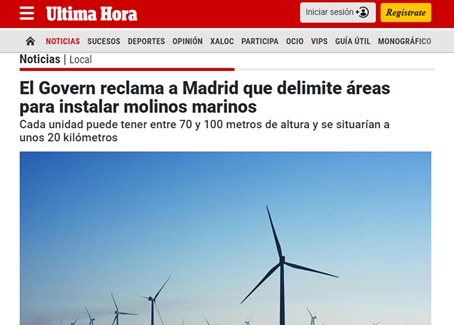 Ultima Hora
Iniciar sesión
Regístrate
NOTICIAS SUCESOS DEPORTES OPINIÓN XALOC PARTICIPA OCIO VIPS GUÍA ÚTIL MONOGRÁFICO
Noticias | Local
El Govern reclama a Madrid que delimite áreas
para instalar molinos marinos
Cada unidad puede tener entre 70 y 100 metros de altura y se situarían a
unos 20 kilómetros